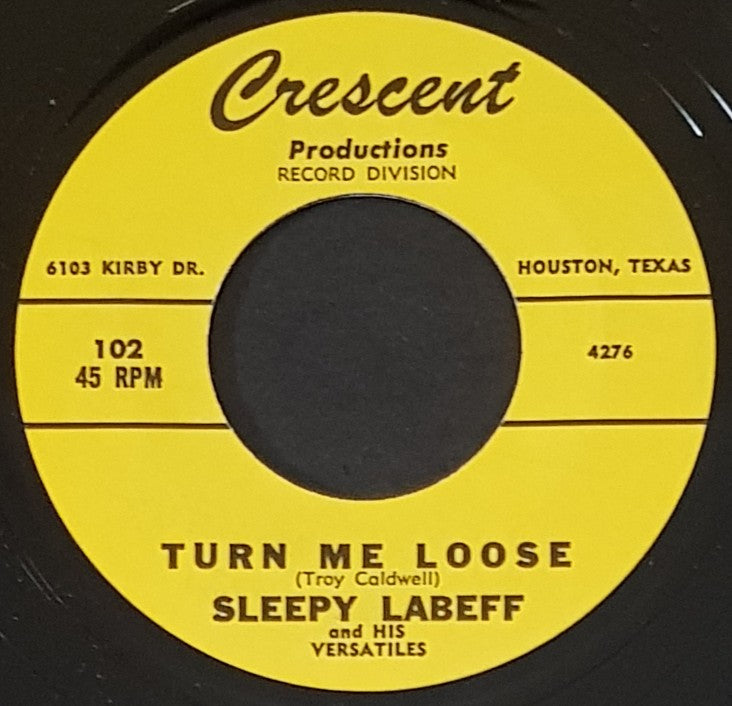 Crescent
Productions
RECORD DIVISION
6103 KIRBY DR.
HOUSTON, TEXAS
102
45 RPM
4276
TURN ME LOOSE
(Troy Caldwell)
SLEEPY LABEFF
and HIS
VERSATILES